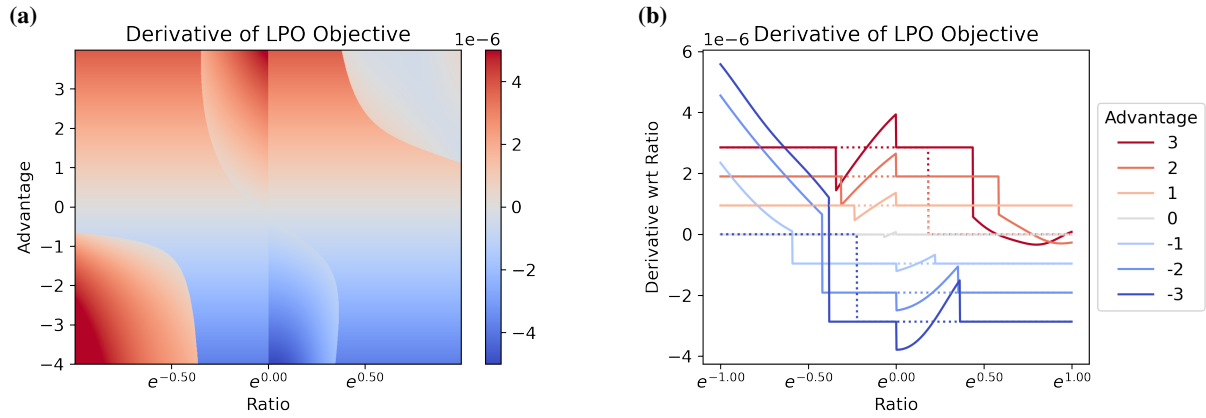 (a)
Derivative of LPO Objective
1e−6
Advantage
3
2
1
0
−1
−2
−3
−4
e^−0.50
e^0.00
e^0.50
Ratio
4
2
0
−2
−4
(b)
1e−6
Derivative of LPO Objective
Derivative wrt Ratio
6
4
2
0
−2
−4
e^−1.00
e^−0.50
e^0.00
e^0.50
e^1.00
Ratio
Advantage
3
2
1
0
-1
-2
-3